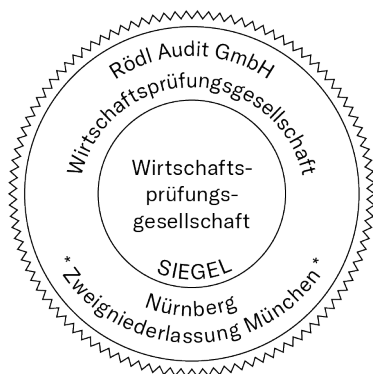 Rödl Audit GmbH
Wirtschaftsprüfungsgesellschaft
Wirtschafts-
prüfungs-
gesellschaft
SIEGEL
Nürnberg
* Zweigniederlassung München *